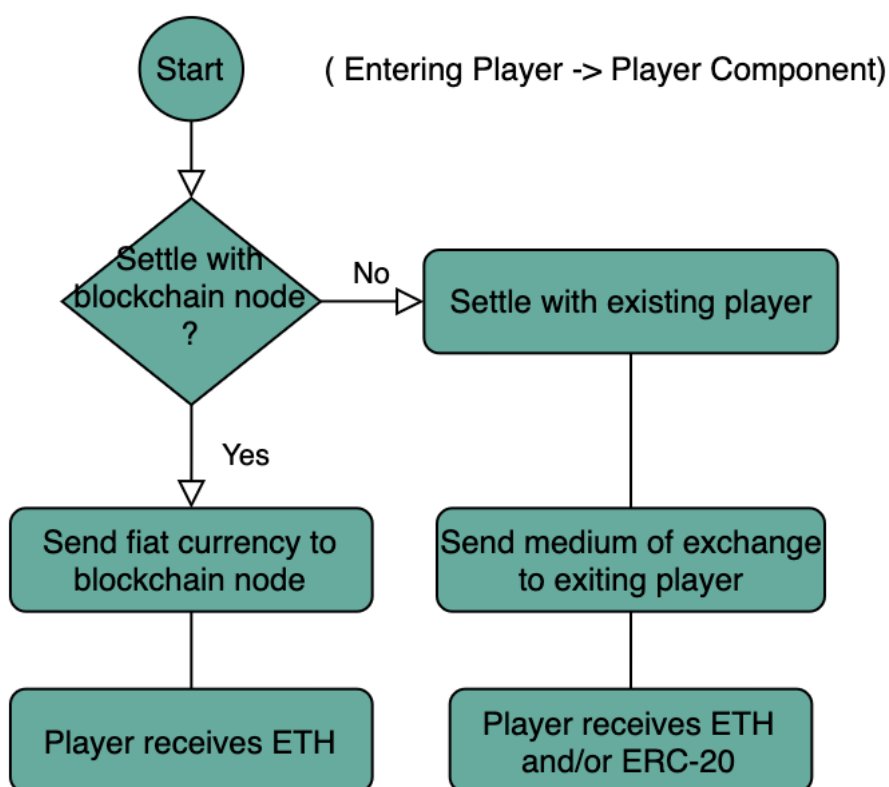 Start
( Entering Player -> Player Component)
Settle with
blockchain node
?
No
Settle with existing player
Yes
Send fiat currency to
blockchain node
Send medium of exchange
to exiting player
Player receives ETH
Player receives ETH
and/or ERC-20